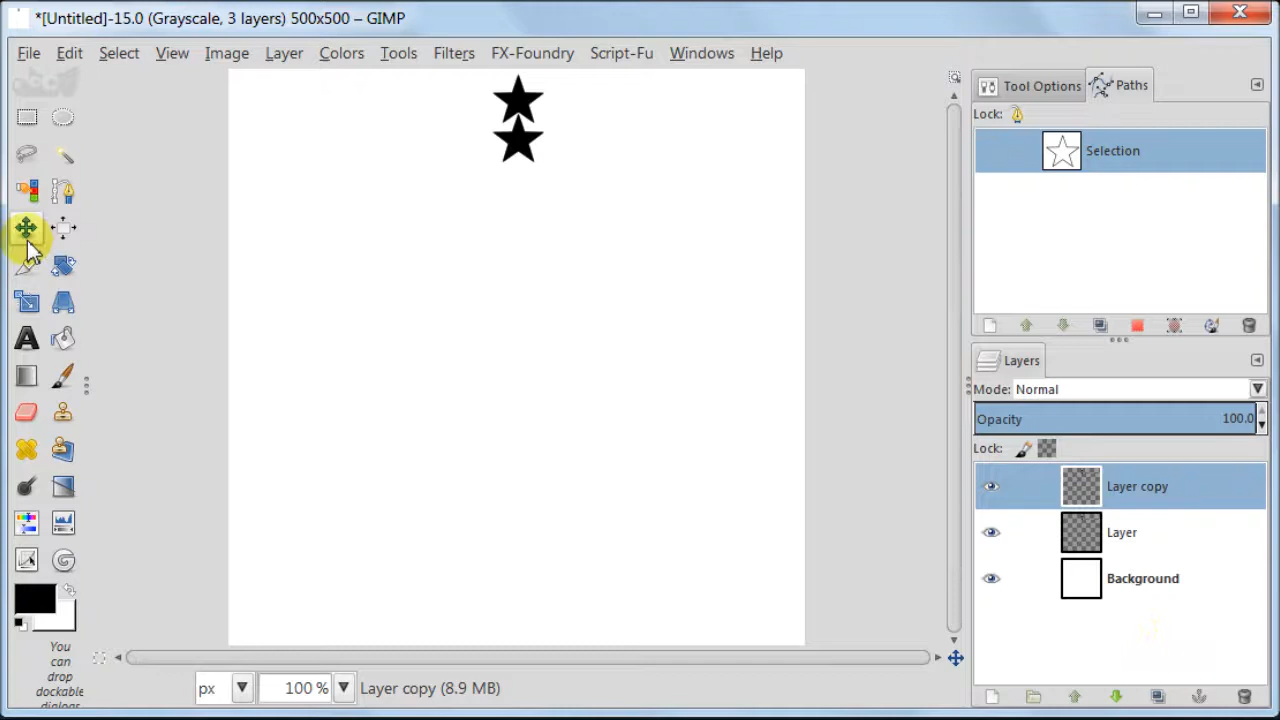 *[Untitled]-15.0 (Grayscale, 3 layers) 500x500 – GIMP
File Edit Select View Image Layer Colors Tools Filters FX-Foundry Script-Fu Windows Help
Tool Options Paths
Lock:
Selection
Layers
Mode: Normal
Opacity 100.0
Lock:
Layer copy
Layer
Background
You
can
drop
dockable
dialogs
px 100 % Layer copy (8.9 MB)